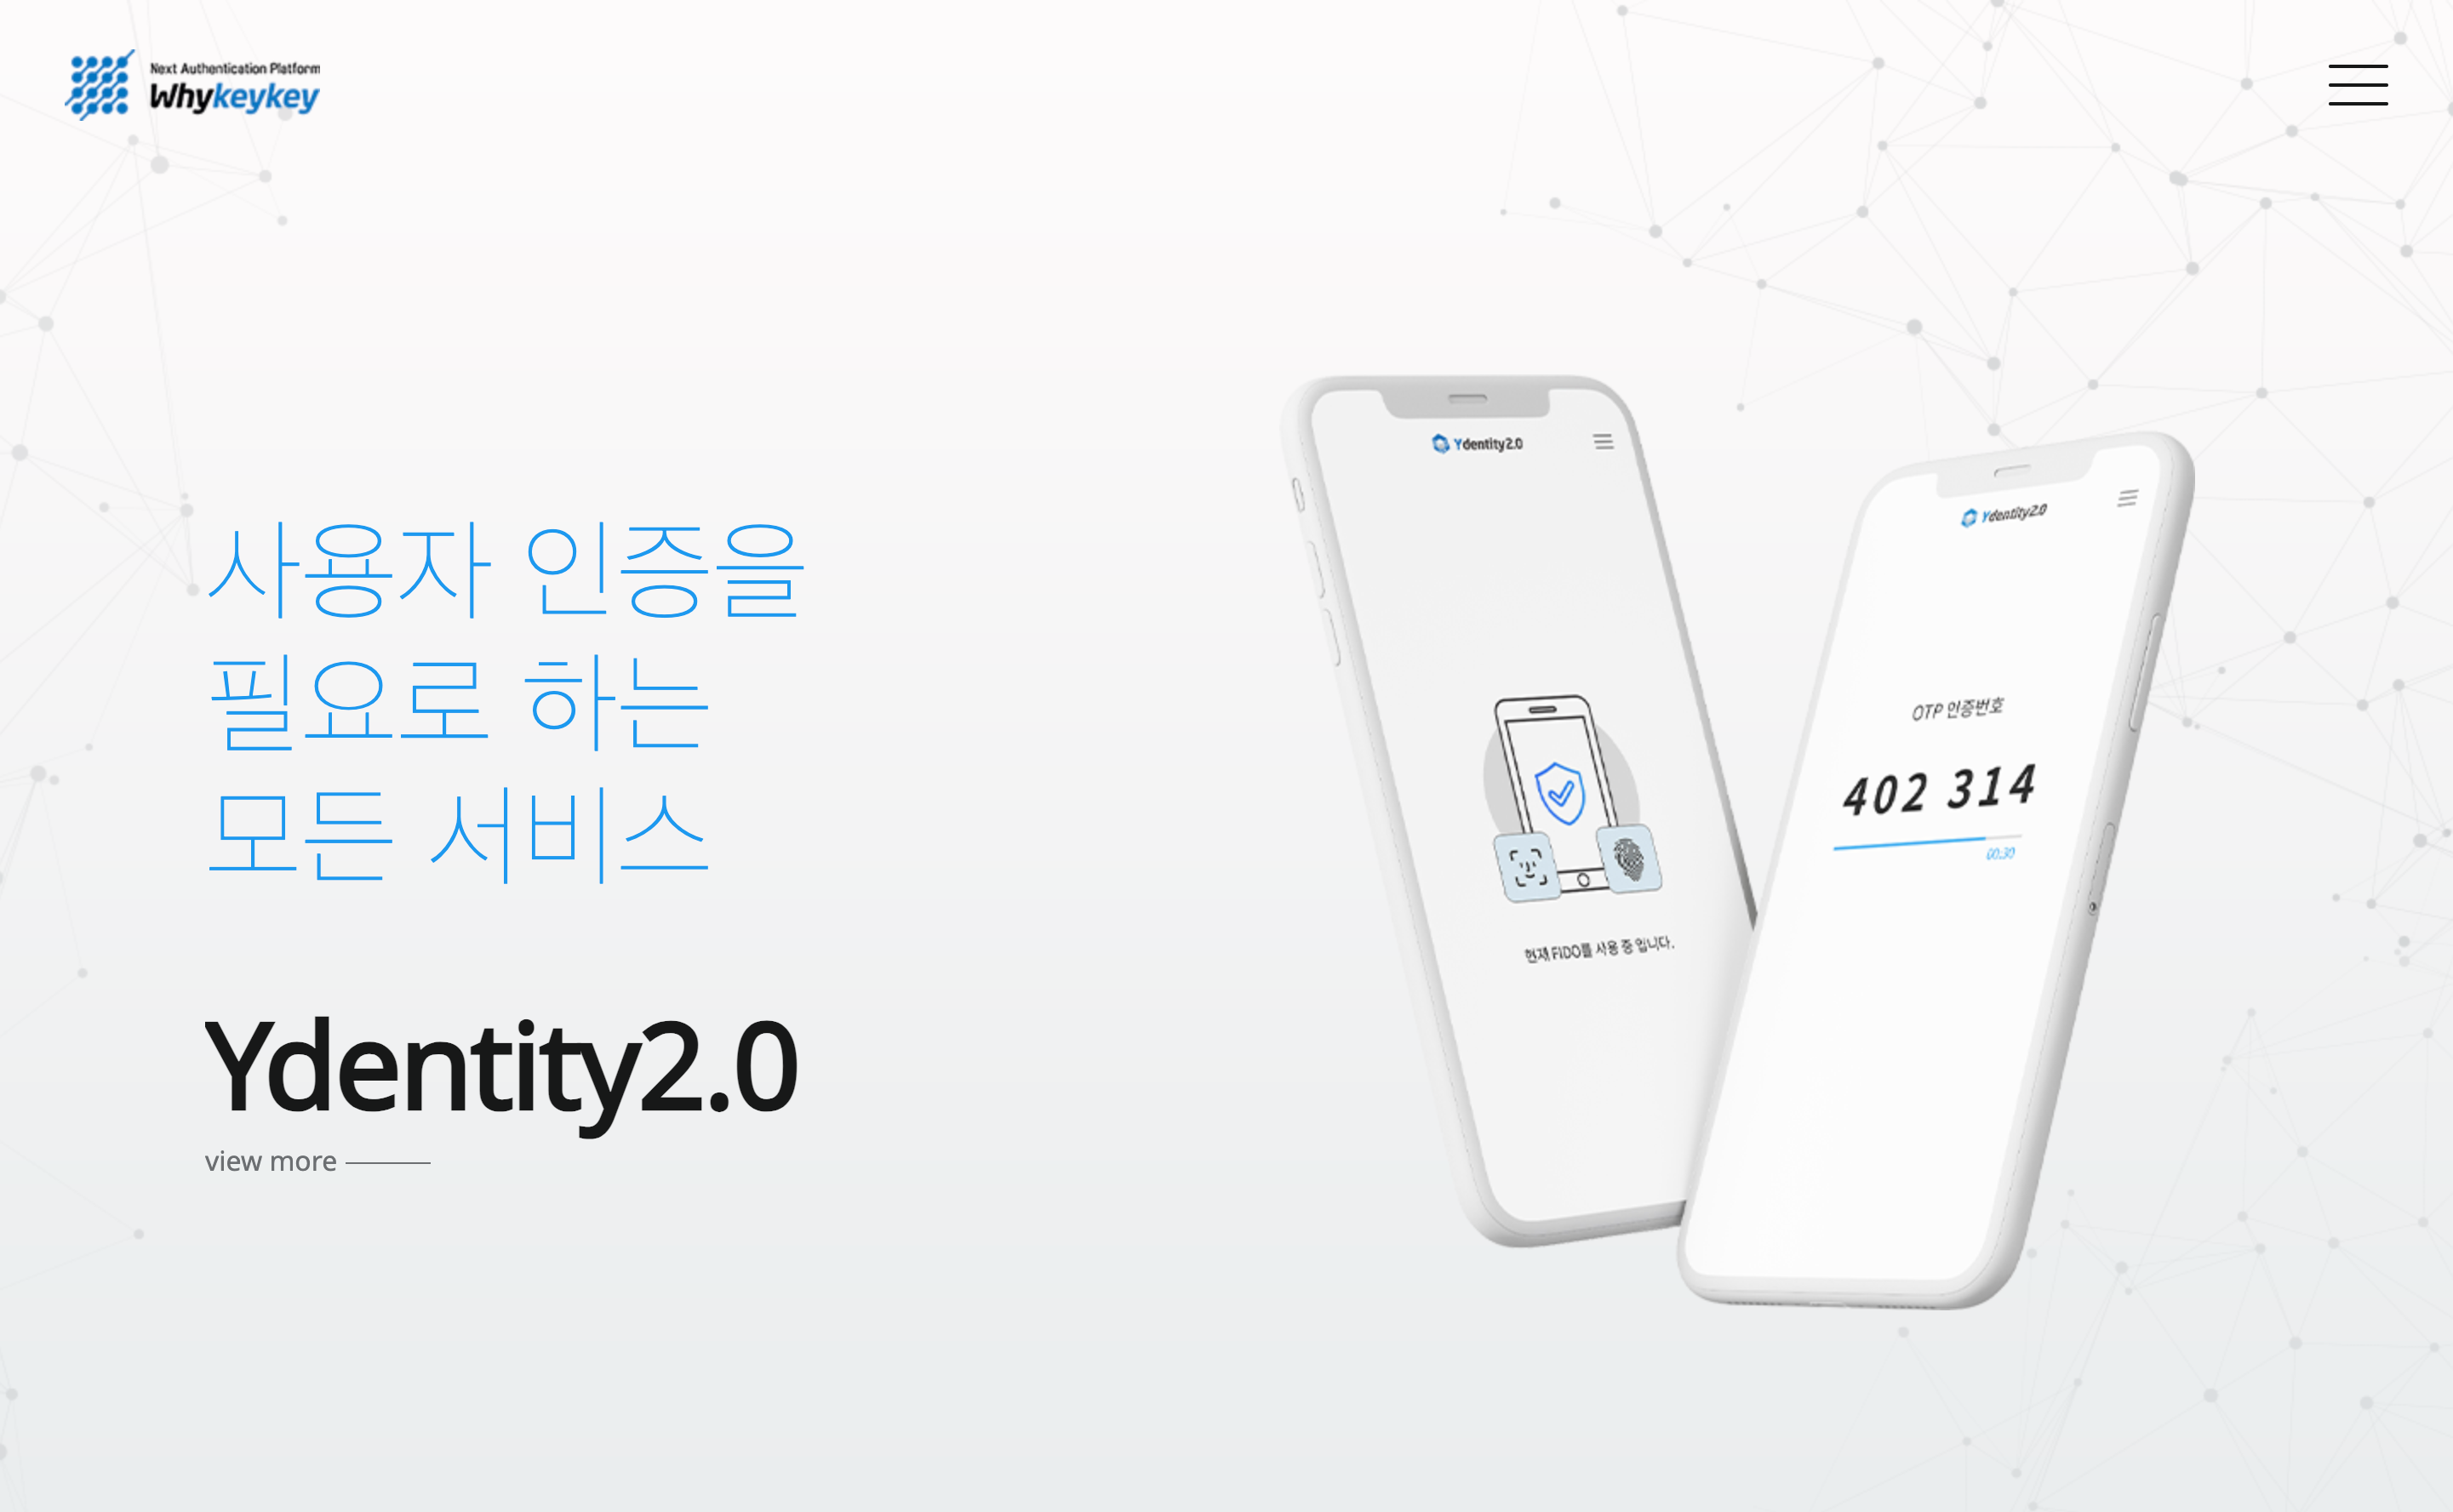 Next Authentication Platform
Whykeykey
사용자 인증을
필요로 하는
모든 서비스
Ydentity2.0
view more
Ydentity2.0
현재 FIDO를 사용 중 입니다.
Ydentity2.0
OTP 인증번호
402 314
00:30